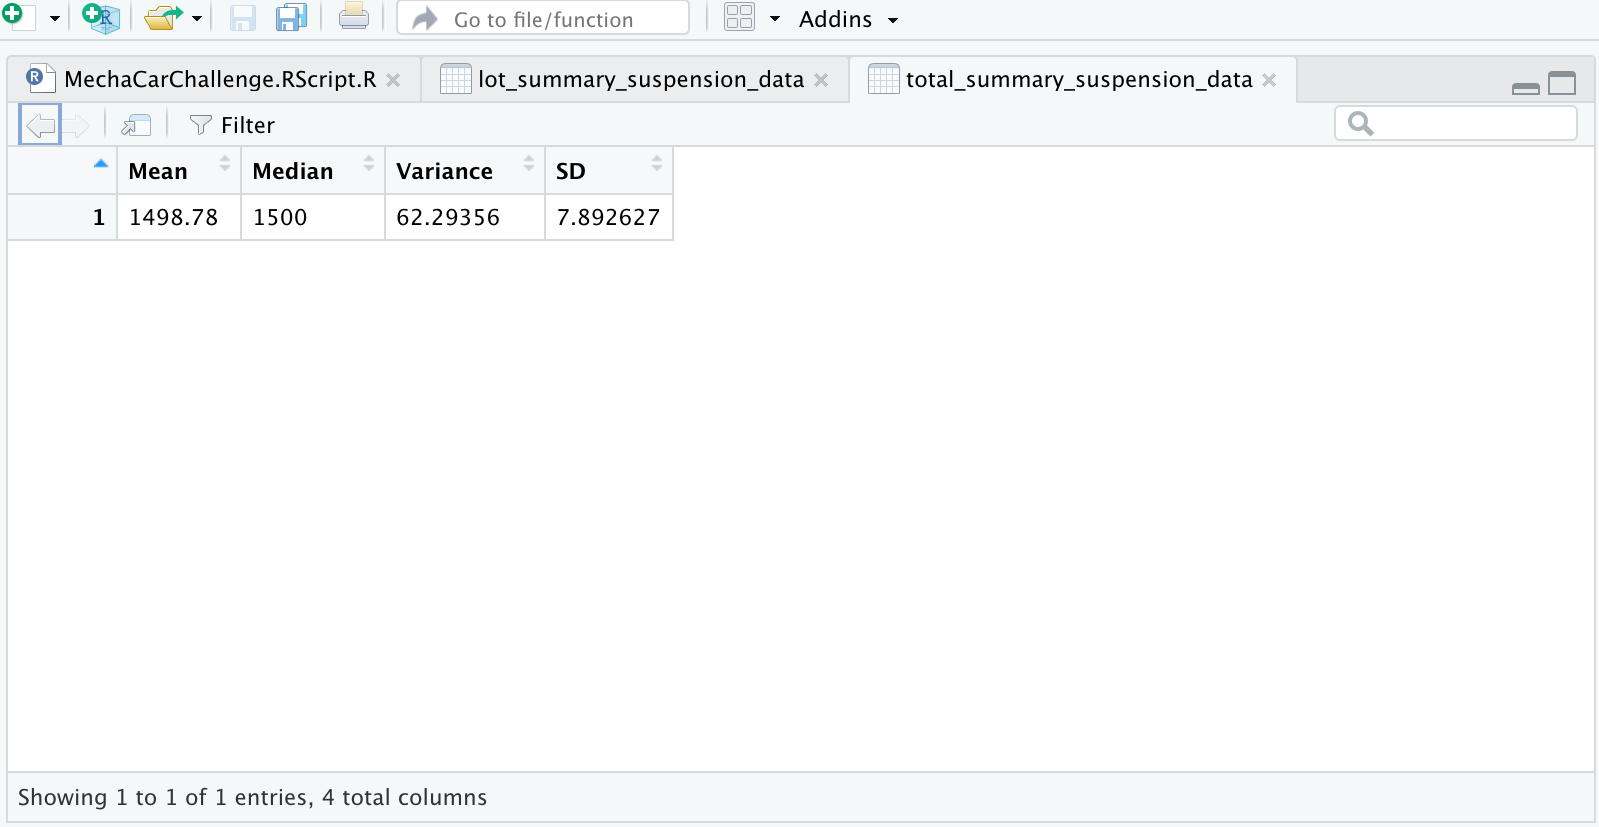 Go to file/function Addins
MechaCarChallenge.RScript.R lot_summary_suspension_data total_summary_suspension_data
Filter
Mean Median Variance SD
1 1498.78 1500 62.29356 7.892627
Showing 1 to 1 of 1 entries, 4 total columns